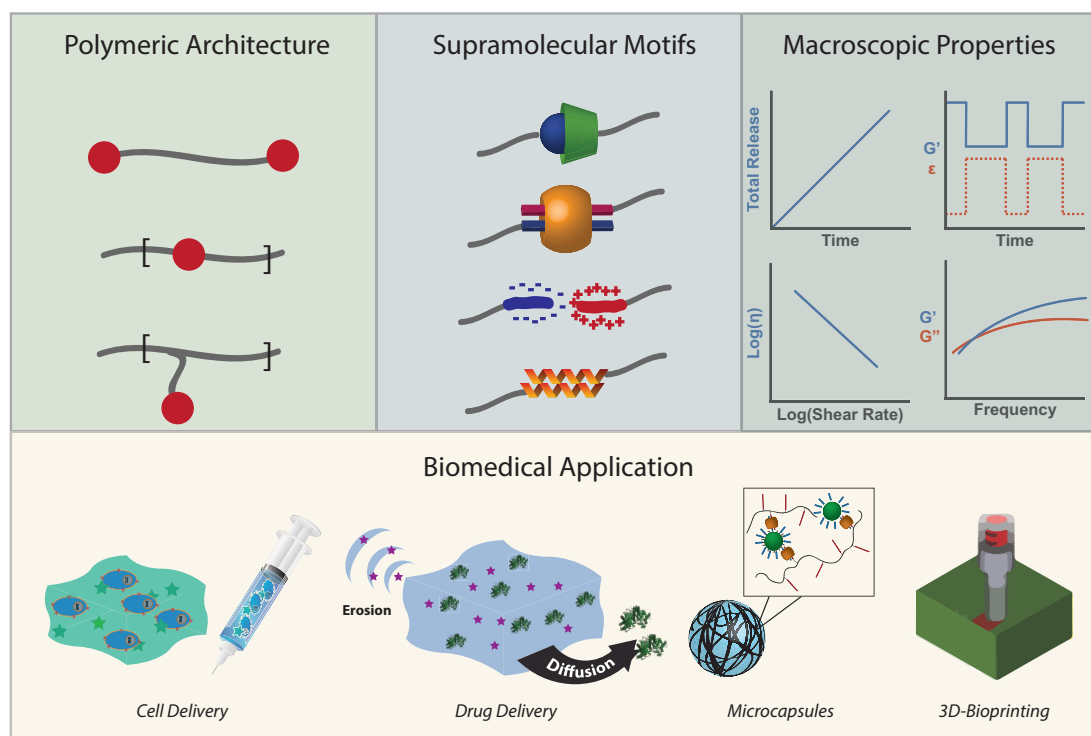 Polymeric Architecture
[ ]
[ ]
Supramolecular Motifs
Macroscopic Properties
Total Release
Time
G'
ε
Time
Log(η)
Log(Shear Rate)
G'
G"
Frequency
Biomedical Application
Erosion
Diffusion
Cell Delivery
Drug Delivery
Microcapsules
3D-Bioprinting